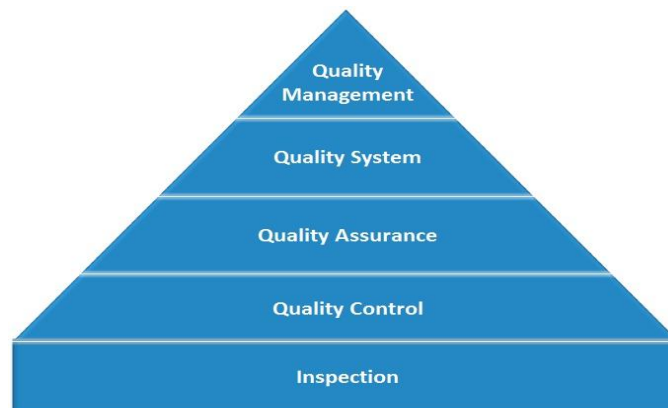 Quality
Management
Quality System
Quality Assurance
Quality Control
Inspection